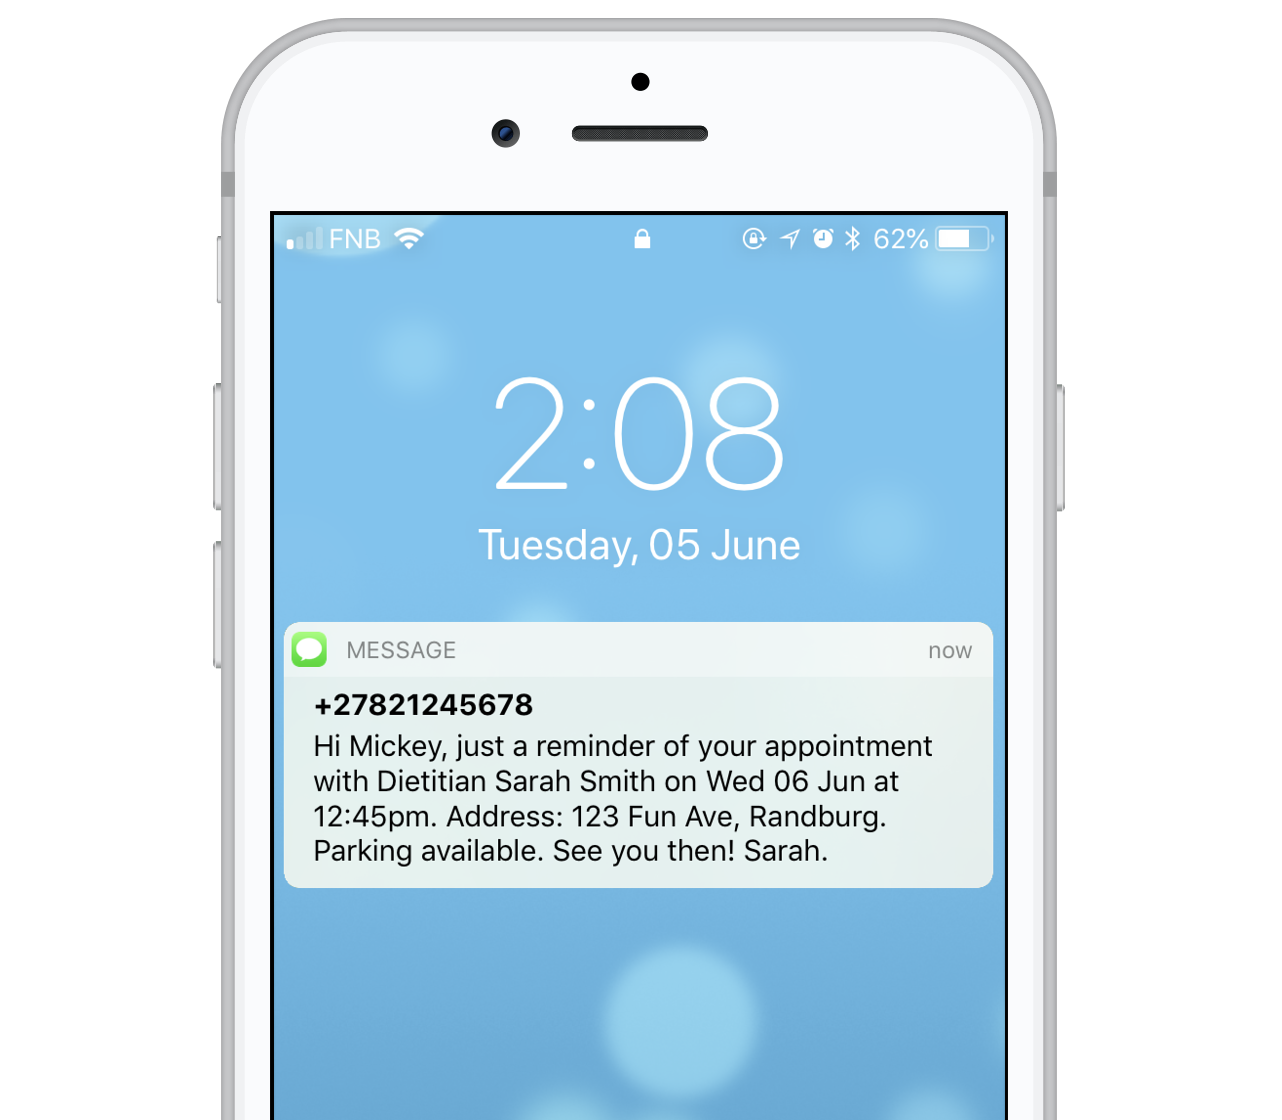 FNB 62%
2:08
Tuesday, 05 June
MESSAGE now
+27821245678
Hi Mickey, just a reminder of your appointment
with Dietitian Sarah Smith on Wed 06 Jun at
12:45pm. Address: 123 Fun Ave, Randburg.
Parking available. See you then! Sarah.